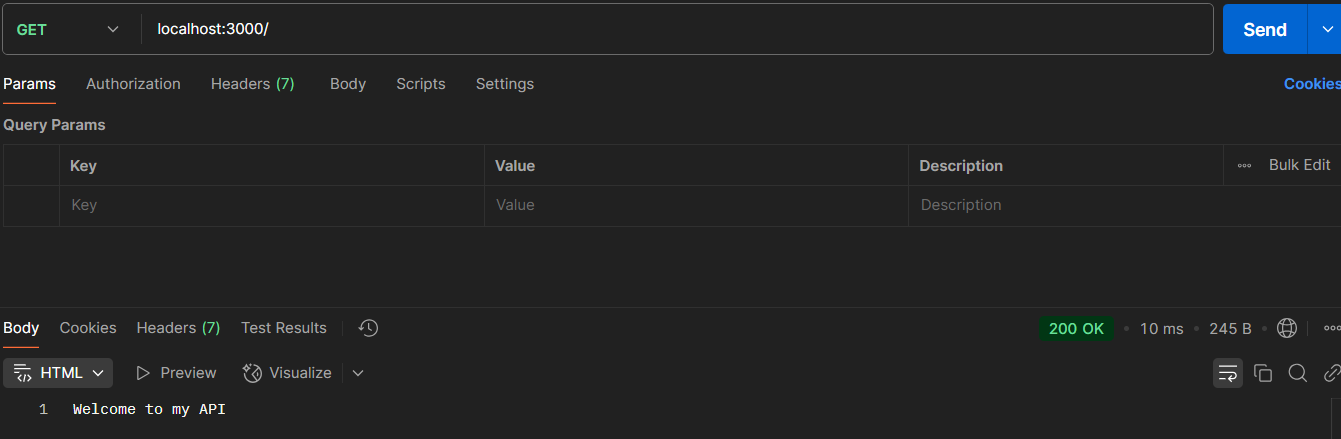 GET localhost:3000/ Send
Params Authorization Headers (7) Body Scripts Settings Cookies
Query Params
Key Value Description Bulk Edit
Key Value Description
Body Cookies Headers (7) Test Results 200 OK • 10 ms • 245 B •
HTML Preview Visualize
1 Welcome to my API